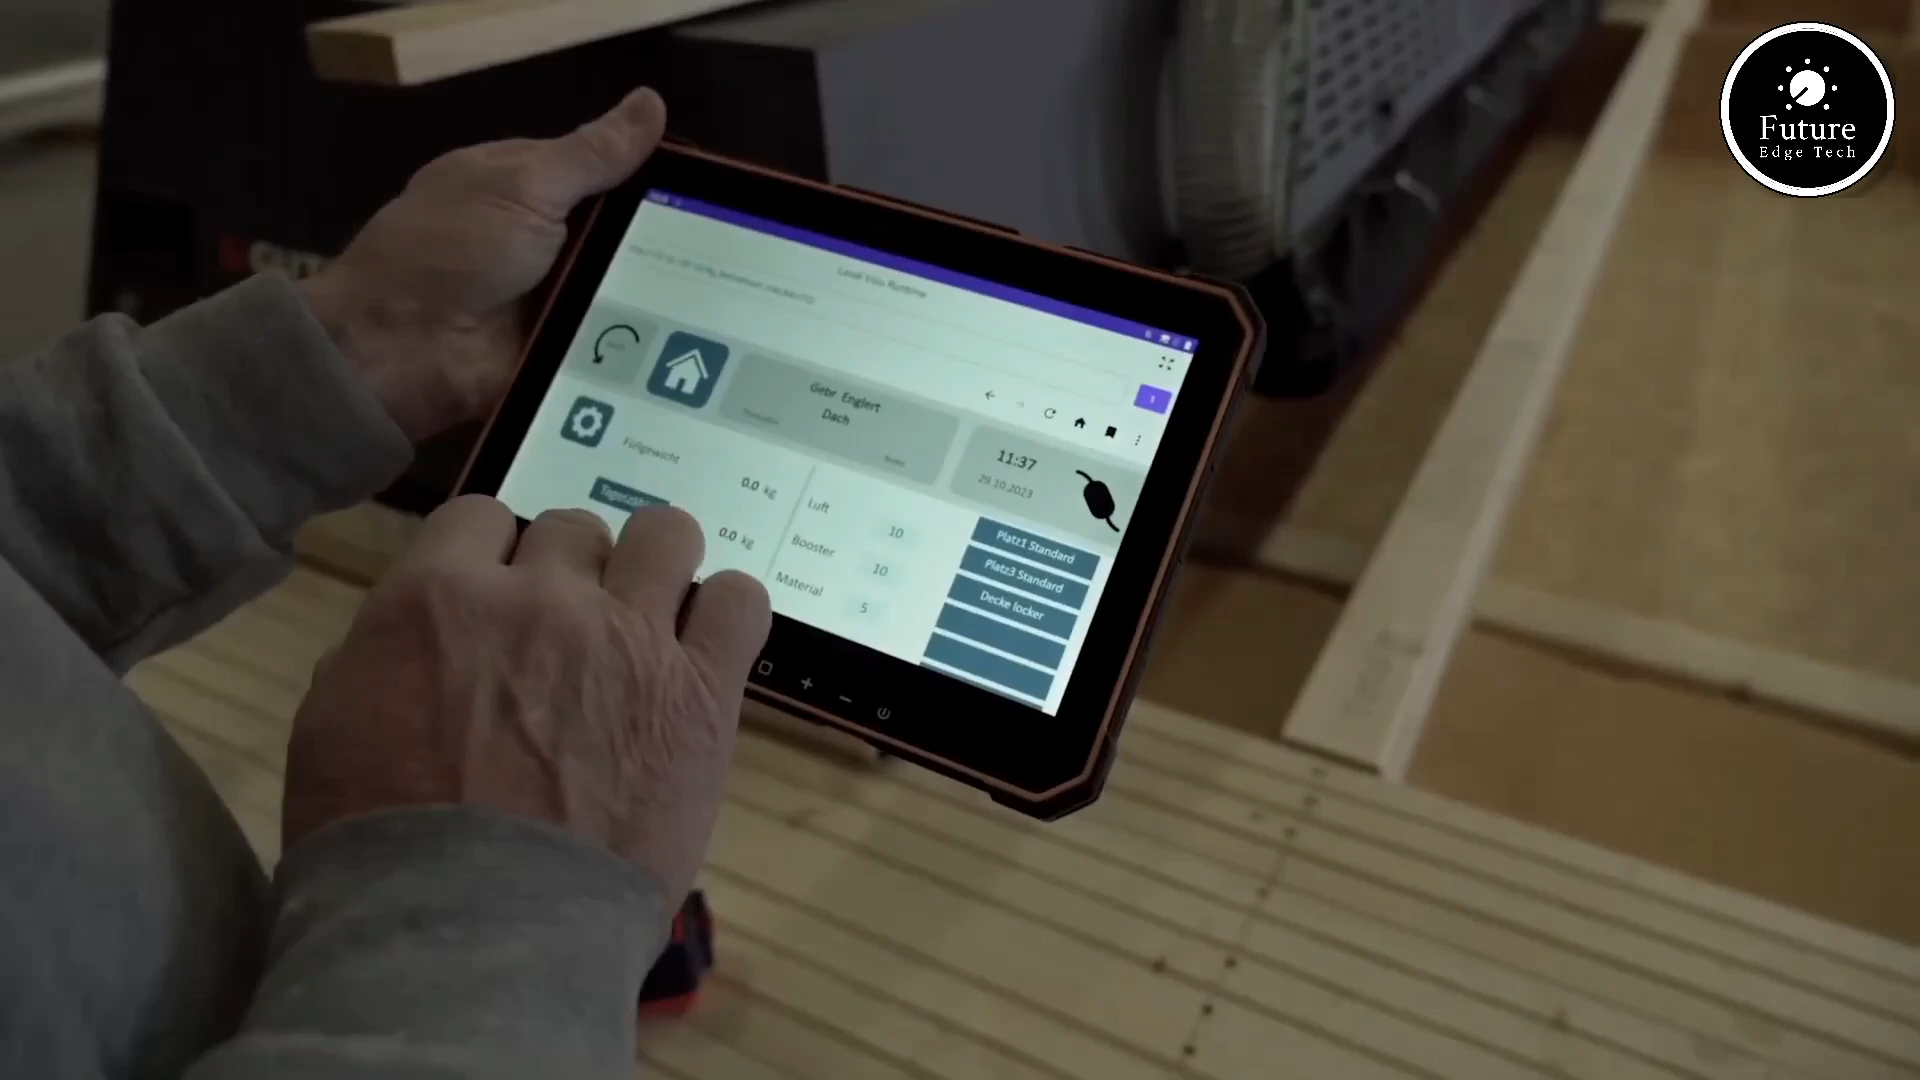 Future
Edge Tech
Local Visu Runtime
Gebr Englert
Dach
11:37
29.10.2023
Füllgewicht
0.0 kg
0.0 kg
Luft 10
Booster 10
Material 5
Platz1 Standard
Platz3 Standard
Decke locker